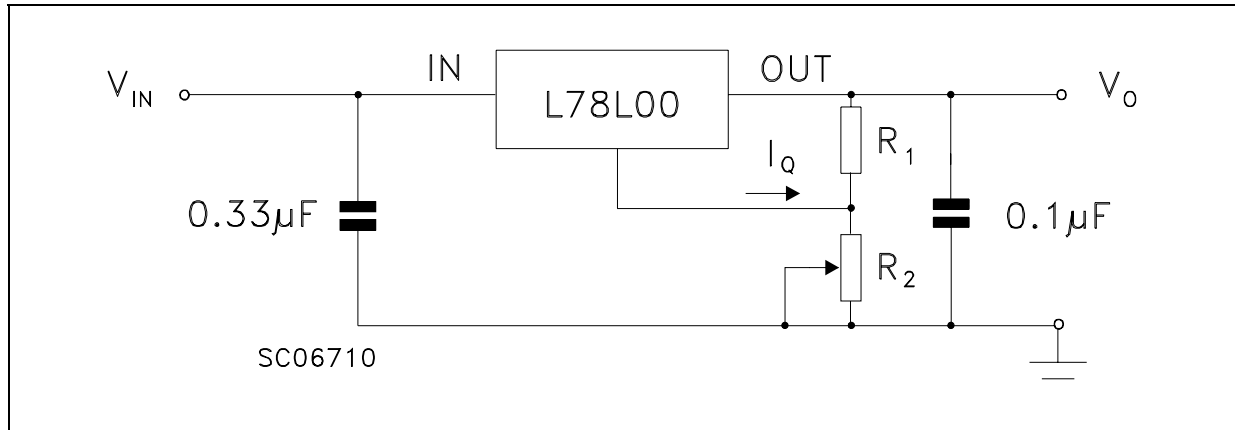 V_IN
IN
L78L00
OUT
V_O
R_1
I_Q
0.33µF
0.1µF
R_2
SC06710